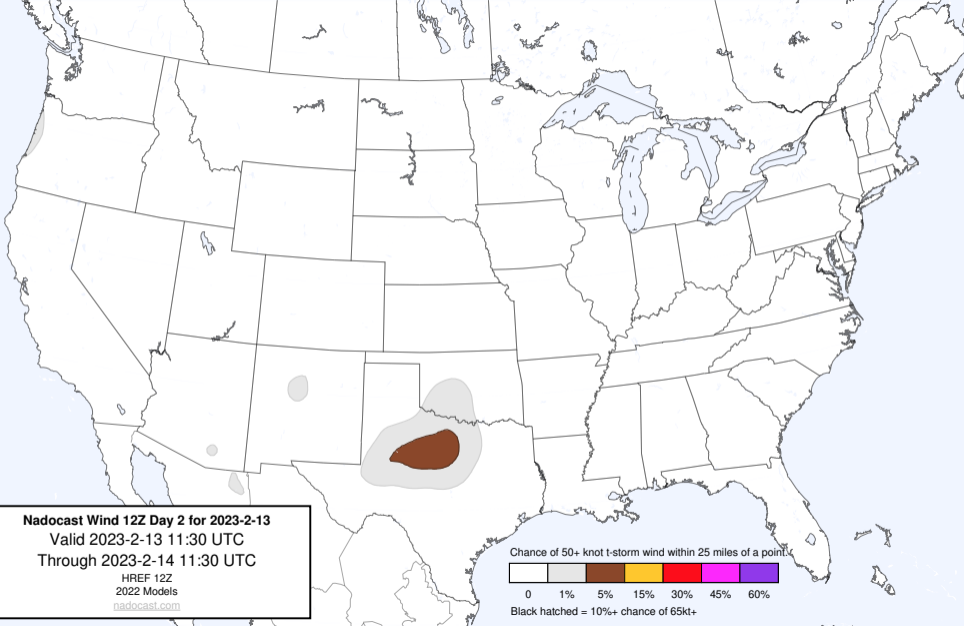 Nadocast Wind 12Z Day 2 for 2023-2-13
Valid 2023-2-13 11:30 UTC
Through 2023-2-14 11:30 UTC
HREF 12Z
2022 Models
nadocast.com
Chance of 50+ knot t-storm wind within 25 miles of a point.
0 1% 5% 15% 30% 45% 60%
Black hatched = 10%+ chance of 65kt+